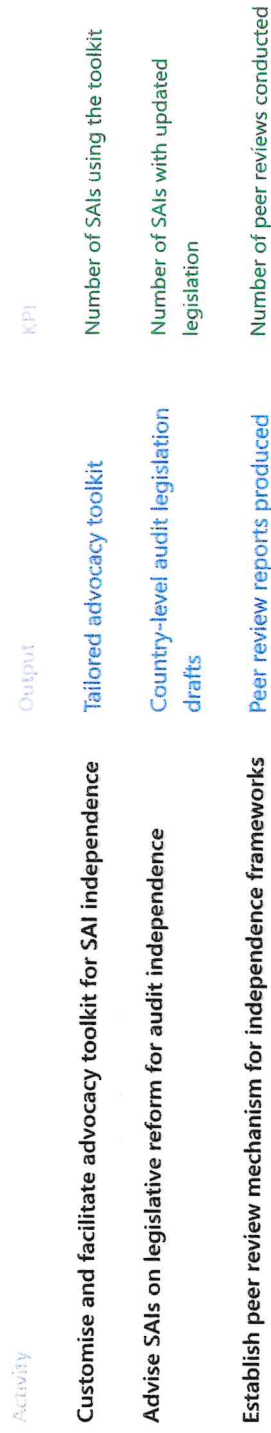 Activity Output KPI
Customise and facilitate advocacy toolkit for SAI independence Tailored advocacy toolkit Number of SAIs using the toolkit
Advise SAIs on legislative reform for audit independence Country-level audit legislation Number of SAIs with updated
drafts legislation
Establish peer review mechanism for independence frameworks Peer review reports produced Number of peer reviews conducted